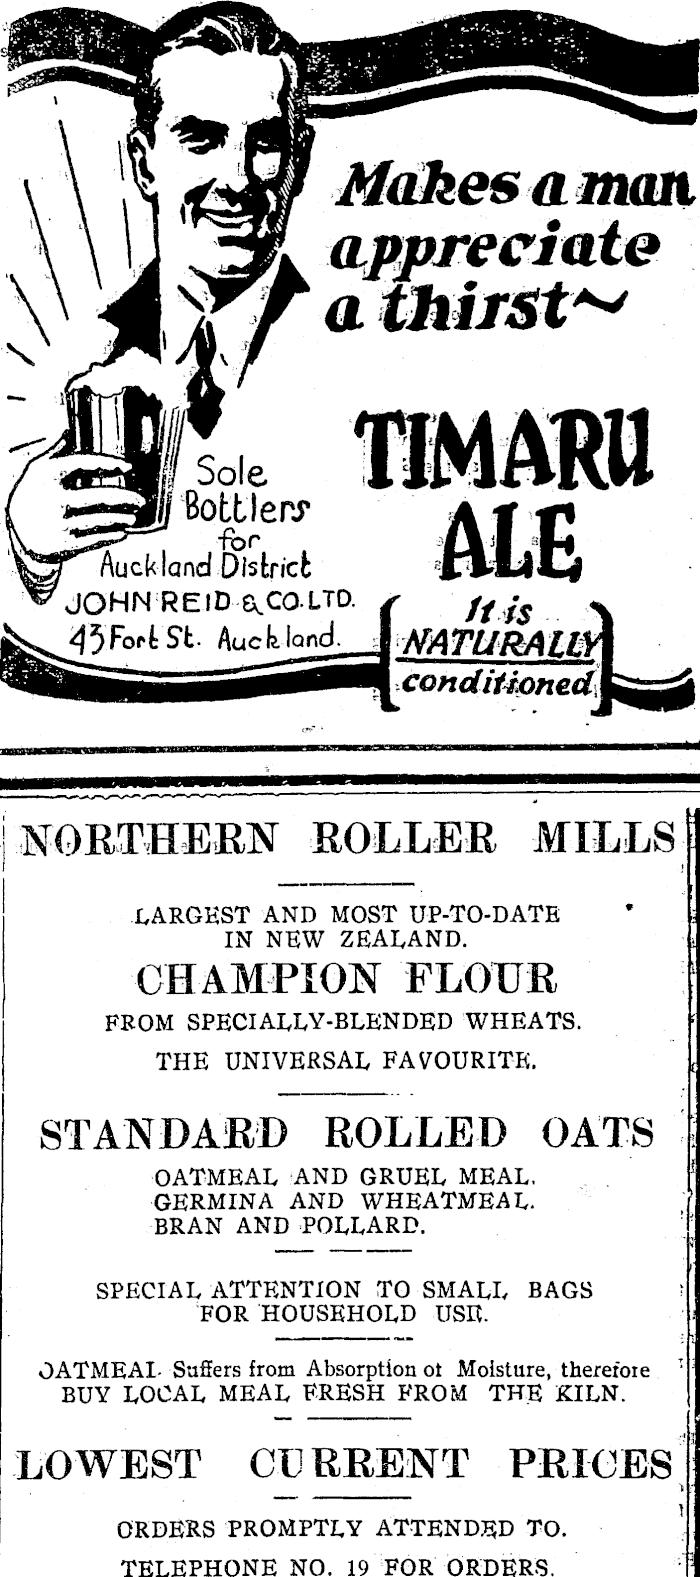 Makes a man
appreciate
a thirst~
TIMARU
ALE
Sole
Bottlers
for
Auckland District
JOHN REID & CO. LTD.
43 Fort St. Auckland.
It is
NATURALLY
conditioned
NORTHERN ROLLER MILLS
LARGEST AND MOST UP-TO-DATE
IN NEW ZEALAND.
CHAMPION FLOUR
FROM SPECIALLY-BLENDED WHEATS.
THE UNIVERSAL FAVOURITE.
STANDARD ROLLED OATS
OATMEAL AND GRUEL MEAL.
GERMINA AND WHEATMEAL.
BRAN AND POLLARD.
SPECIAL ATTENTION TO SMALL BAGS
FOR HOUSEHOLD USE.
OATMEAL Suffers from Absorption of Moisture, therefore
BUY LOCAL MEAL FRESH FROM THE KILN.
LOWEST CURRENT PRICES
ORDERS PROMPTLY ATTENDED TO.
TELEPHONE NO. 19 FOR ORDERS.